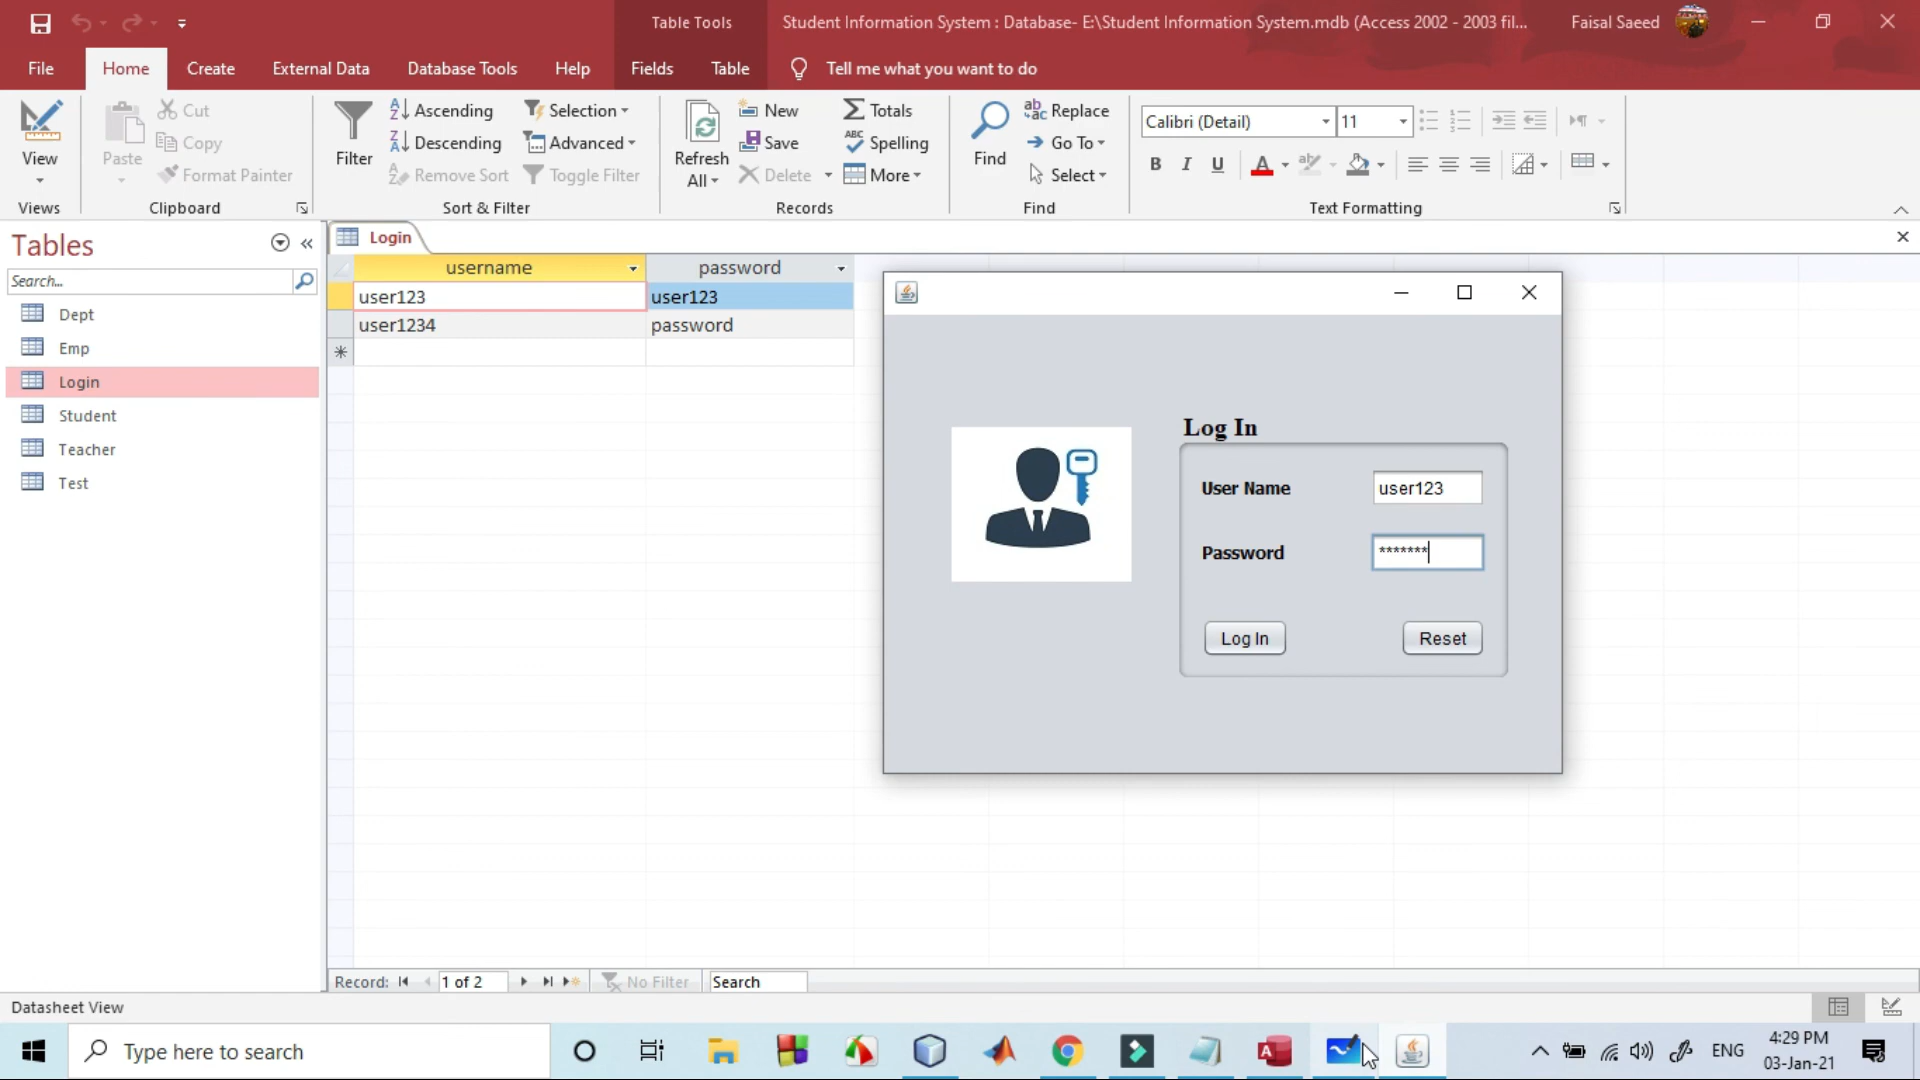 Table Tools
Student Information System : Database- E:\Student Information System.mdb (Access 2002 - 2003 fil...
Faisal Saeed
File
Home
Create
External Data
Database Tools
Help
Fields
Table
Tell me what you want to do
View
Paste
Cut
Copy
Format Painter
Filter
Ascending
Descending
Remove Sort
Selection
Advanced
Toggle Filter
Refresh
All
New
Save
Delete
Totals
Spelling
More
Find
Replace
Go To
Select
Calibri (Detail)
11
B I U
Views
Clipboard
Sort & Filter
Records
Find
Text Formatting
Tables
Search...
Dept
Emp
Login
Student
Teacher
Test
Login
username password
user123 user123
user1234 password
Log In
User Name user123
Password *******
Log In Reset
Record: 1 of 2 No Filter Search
Datasheet View
Type here to search
ENG
4:29 PM
03-Jan-21